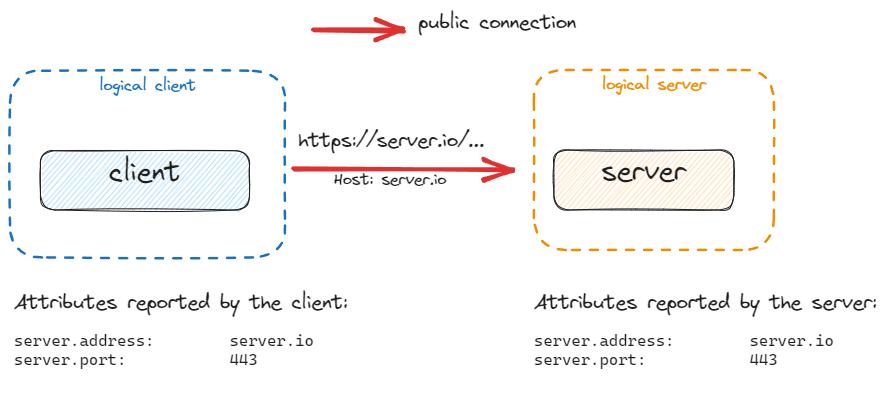 public connection
logical client
logical server
https://server.io/...
client
server
Host: server.io
Attributes reported by the client:
server.address: server.io
server.port: 443
Attributes reported by the server:
server.address: server.io
server.port: 443